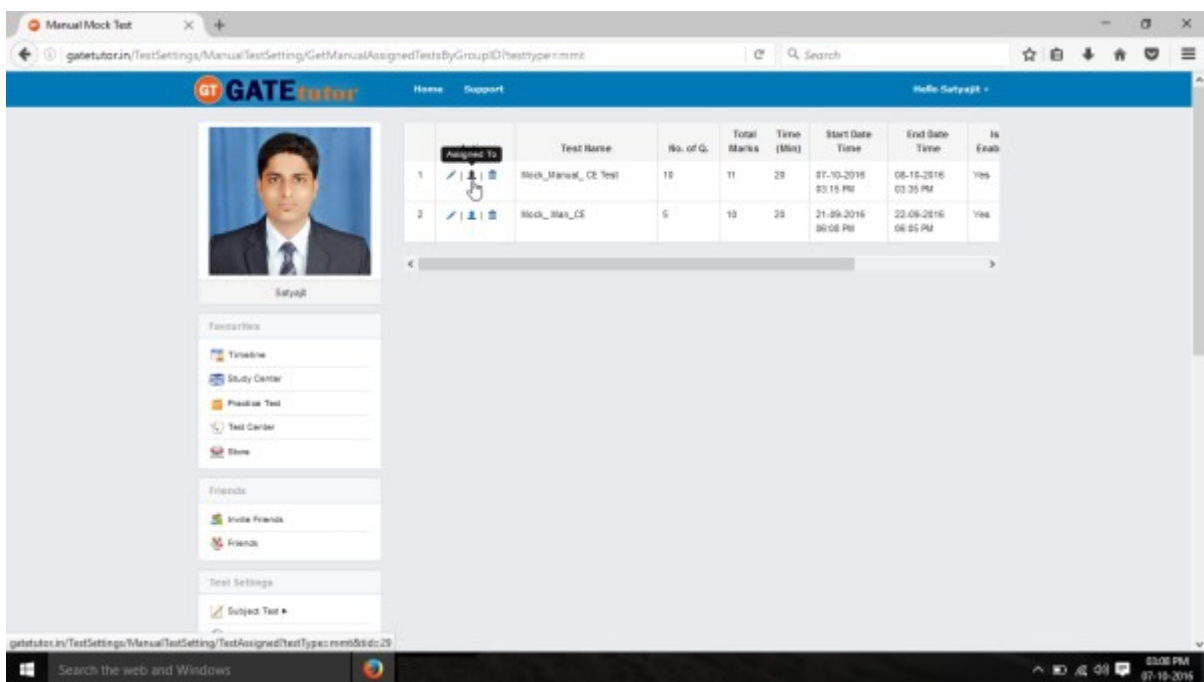 Manual Mock Test
gatetutor.in/TestSettings/ManualTestSetting/GetManualAssignedTestsByGroupID?testtype=mmt
Search
GT GATEtutor
Home Support
Hello Satyajit
Assigned To
Test Name No. of Q. Total Marks Time (Min) Start Date Time End Date Time Is Enab
1 Mock_Manual_ CE Test 10 11 20 07-10-2016 03:15 PM 08-10-2016 03:35 PM Yes
2 Mock_ Man_CE 5 10 20 21-09-2016 06:00 PM 22-09-2016 06:05 PM Yes
Satyajit
Favourites
Timeline
Study Center
Practice Test
Test Center
Store
Friends
Invite Friends
Friends
Test Settings
Subject Test
gatetutor.in/TestSettings/ManualTestSetting/TestAssigned?testType=mmt&tid=29
Search the web and Windows
03:00 PM
07-10-2016